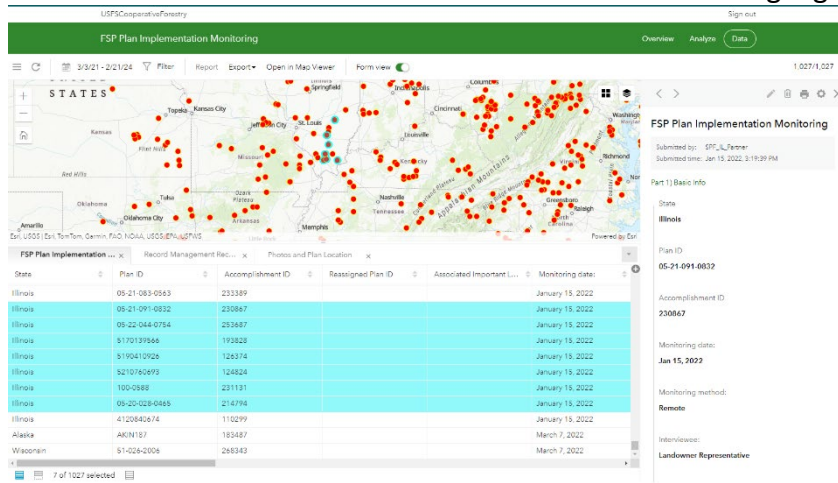 USFSCooperativeForestry Sign out
FSP Plan Implementation Monitoring Overview Analyze Data
3/3/21 - 2/21/24 Filter Report Export Open in Map Viewer Form view 1,027/1,027
STATES
Springfield
Indianapolis
Columbus
Topeka
Kansas City
Cincinnati
Washington
Jefferson City
St. Louis
Kansas
Flint Hills
Missouri
Louisville
Kentucky
Appalachian Mountains
Virginia
Richmond
Red Hills
Ozark Plateau
Tulsa
Nashville
Cumberland Plateau
Blue Ridge Mountains
Greensboro
Raleigh
Oklahoma
Oklahoma City
Arkansas
Tennessee
North Carolina
Amarillo
Memphis
Esri, USGS | Esri, TomTom, Garmin, FAO, NOAA, USGS, EPA, USFWS Powered by Esri
FSP Plan Implementation ... x Record Management Rec... x Photos and Plan Location x
State Plan ID Accomplishment ID Reassigned Plan ID Associated Important L... Monitoring date:
Illinois 05-21-083-0563 233389 January 15, 2022
Illinois 05-21-091-0832 230867 January 15, 2022
Illinois 05-22-044-0754 253687 January 15, 2022
Illinois 5170139566 193828 January 15, 2022
Illinois 5190410926 126374 January 15, 2022
Illinois 5210760693 124824 January 15, 2022
Illinois 100-0588 231131 January 15, 2022
Illinois 05-20-028-0465 214794 January 15, 2022
Illinois 4120840674 110299 January 15, 2022
Alaska AKIN187 183487 March 7, 2022
Wisconsin 51-026-2006 268343 March 7, 2022
7 of 1027 selected
FSP Plan Implementation Monitoring
Submitted by: SPF_IL_Partner
Submitted time: Jan 15, 2022, 3:19:39 PM
Part 1) Basic Info
State
Illinois
Plan ID
05-21-091-0832
Accomplishment ID
230867
Monitoring date:
Jan 15, 2022
Monitoring method:
Remote
Interviewee:
Landowner Representative